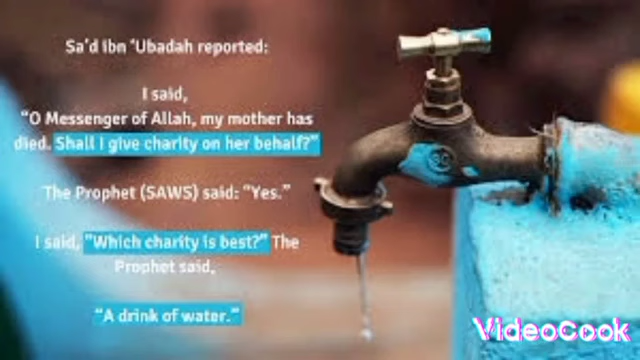 Sa'd ibn 'Ubadah reported:
I said,
"O Messenger of Allah, my mother has
died. Shall I give charity on her behalf?"
The Prophet (SAWS) said: "Yes."
I said, "Which charity is best?" The
Prophet said,
"A drink of water."
VideoCook